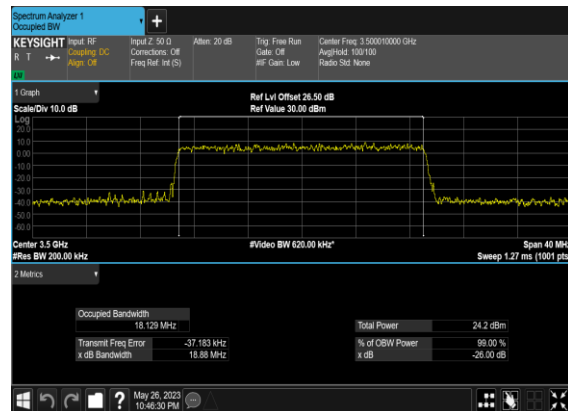 Spectrum Analyzer 1
Occupied BW
+
KEYSIGHT Input: RF Input Z: 50 Ω Atten: 20 dB Trig: Free Run Center Freq: 3.500010000 GHz
R T Coupling: DC Corrections: Off Gate: Off Avg|Hold: 100/100
Align: Off Freq Ref: Int (S) #IF Gain: Low Radio Std: None
1 Graph
Ref Lvl Offset 26.50 dB
Scale/Div 10.0 dB Ref Value 30.00 dBm
Log
20.0
10.0
0.00
-10.0
-20.0
-30.0
-40.0
-50.0
-60.0
Center 3.5 GHz #Video BW 620.00 kHz* Span 40 MHz
#Res BW 200.00 kHz Sweep 1.27 ms (1001 pts
2 Metrics
Occupied Bandwidth
18.129 MHz Total Power 24.2 dBm
Transmit Freq Error -37.183 kHz % of OBW Power 99.00 %
x dB Bandwidth 18.88 MHz x dB -26.00 dB
? May 26, 2023
10:46:30 PM